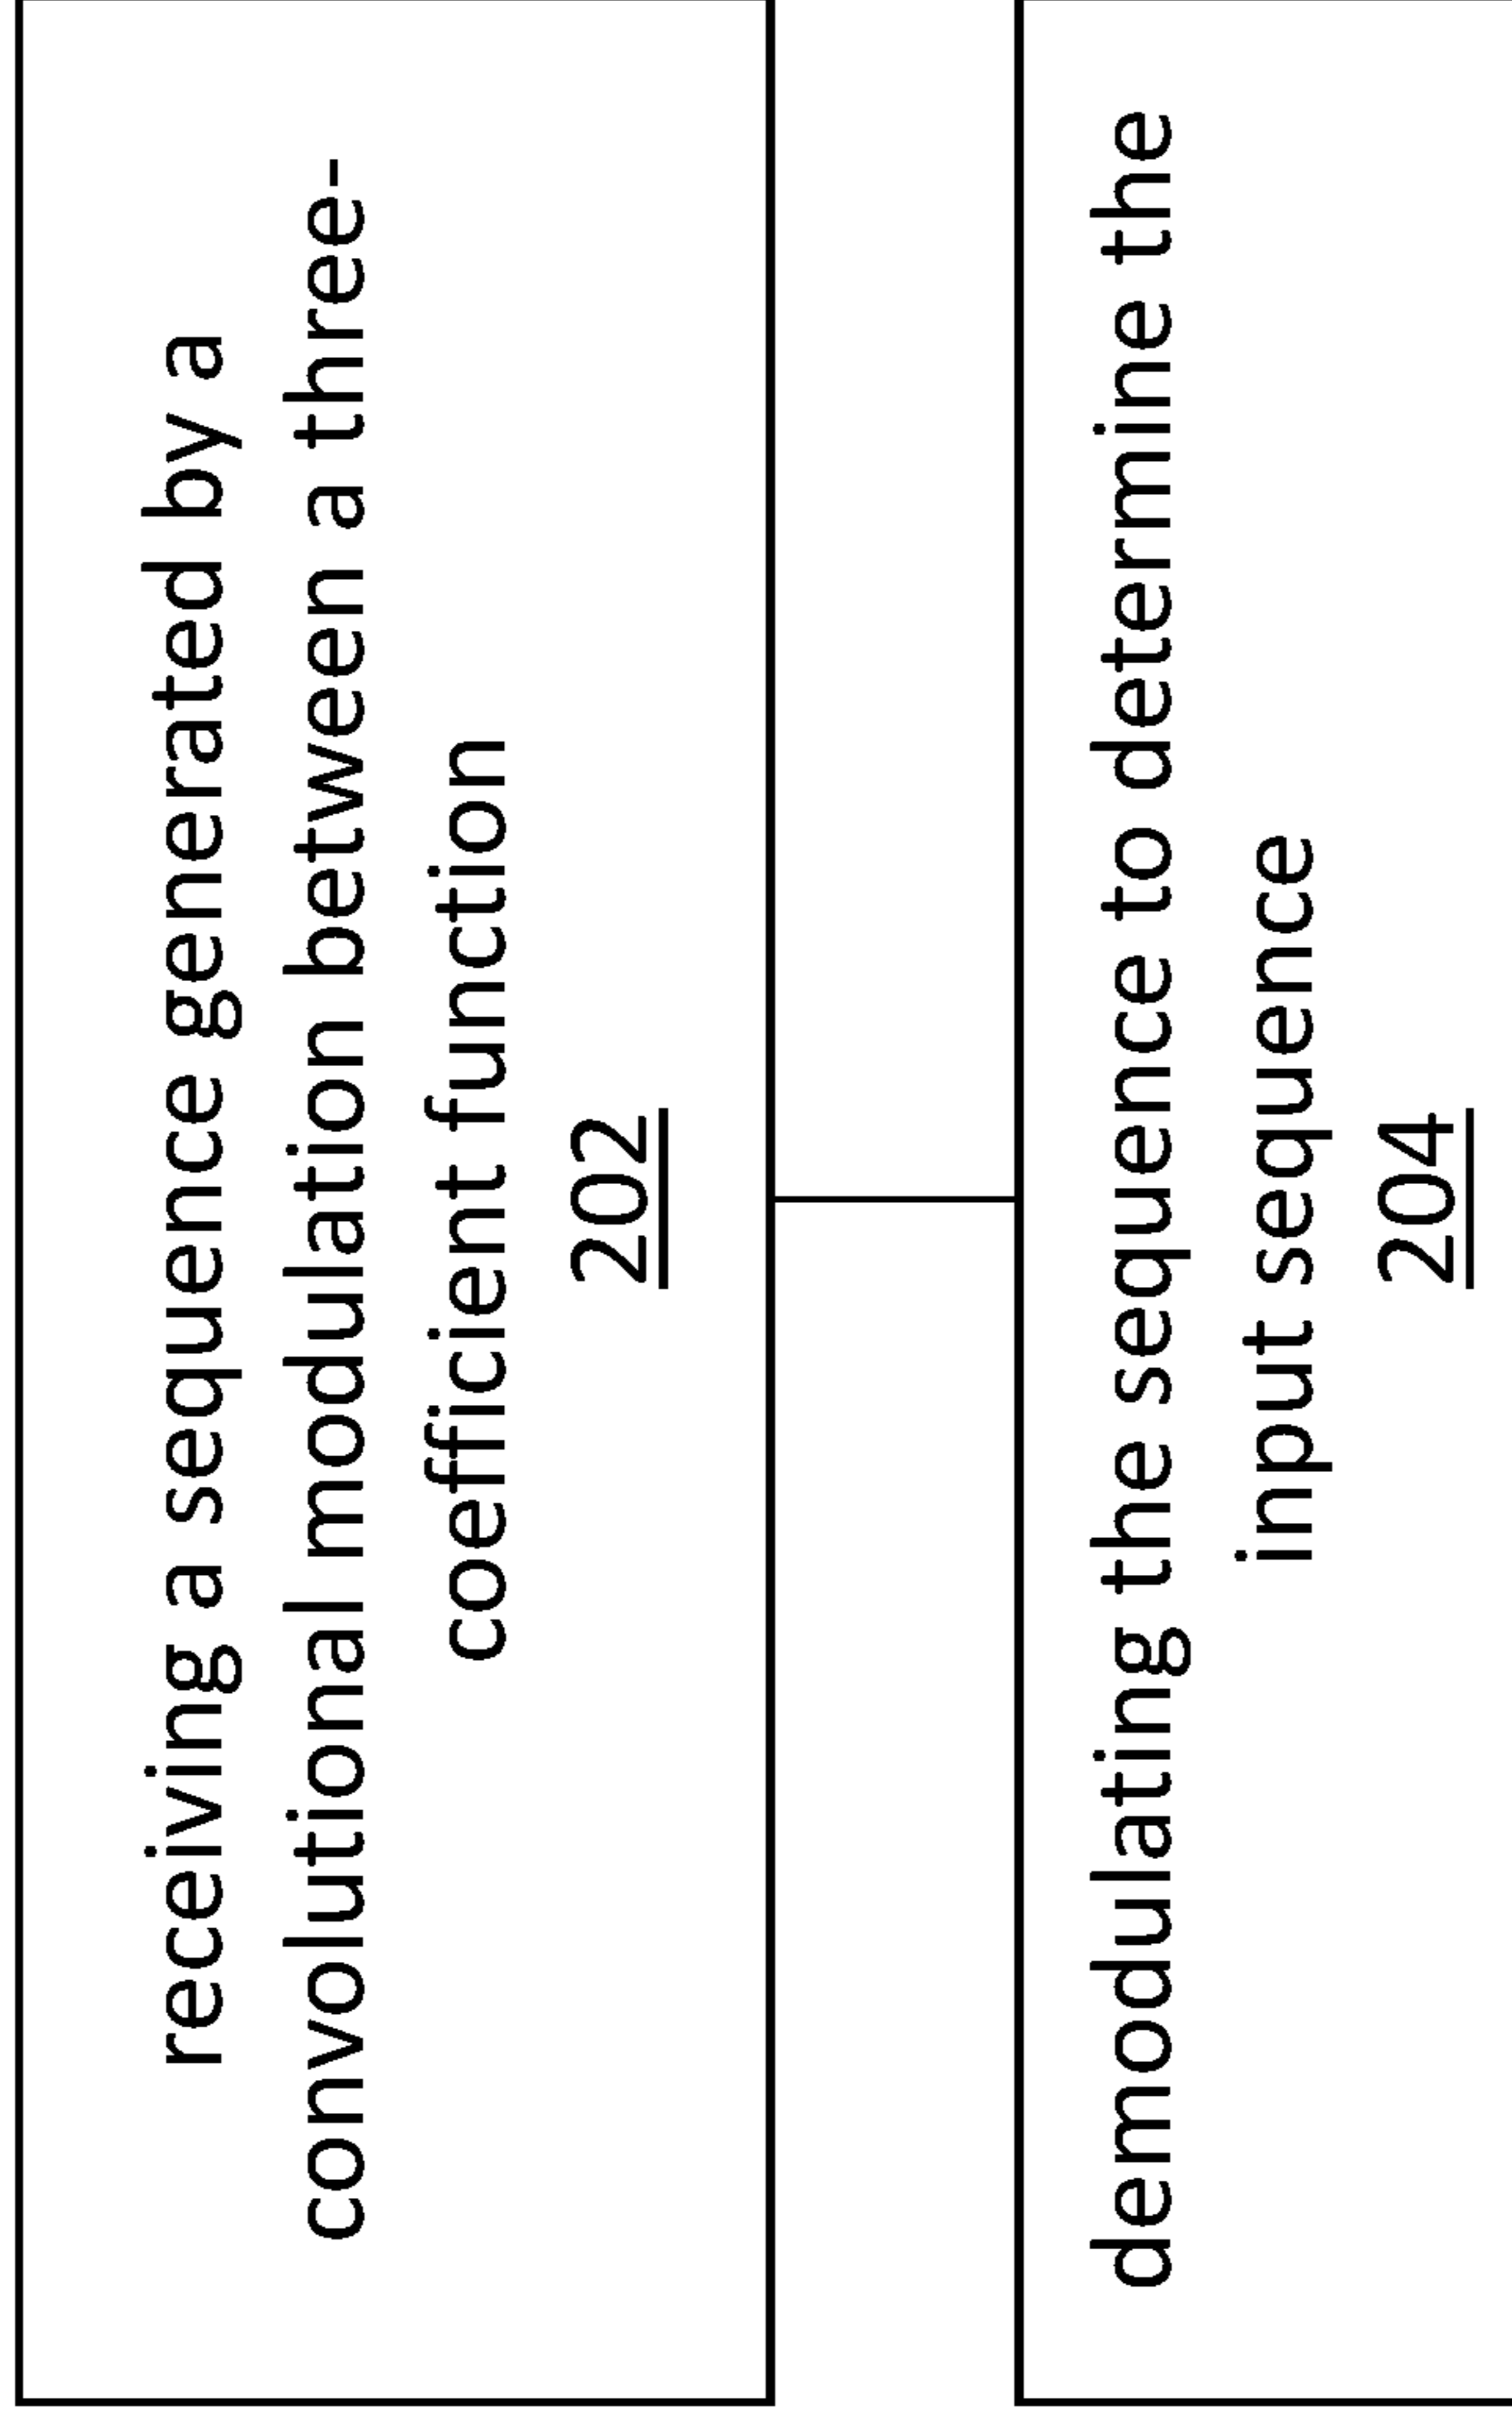 receiving a sequence generated by a
convolutional modulation between a three-
coefficient function
202
demodulating the sequence to determine the
input sequence
204